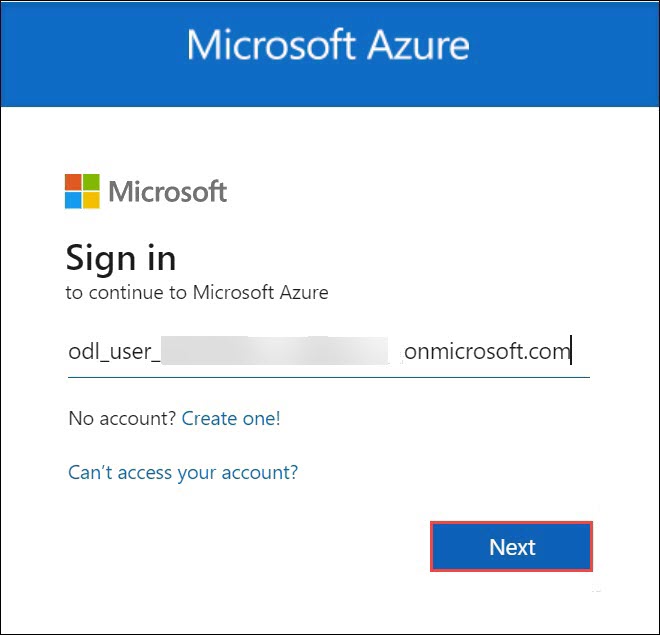 Microsoft Azure
Microsoft
Sign in
to continue to Microsoft Azure
odl_user_ onmicrosoft.com
No account? Create one!
Can't access your account?
Next